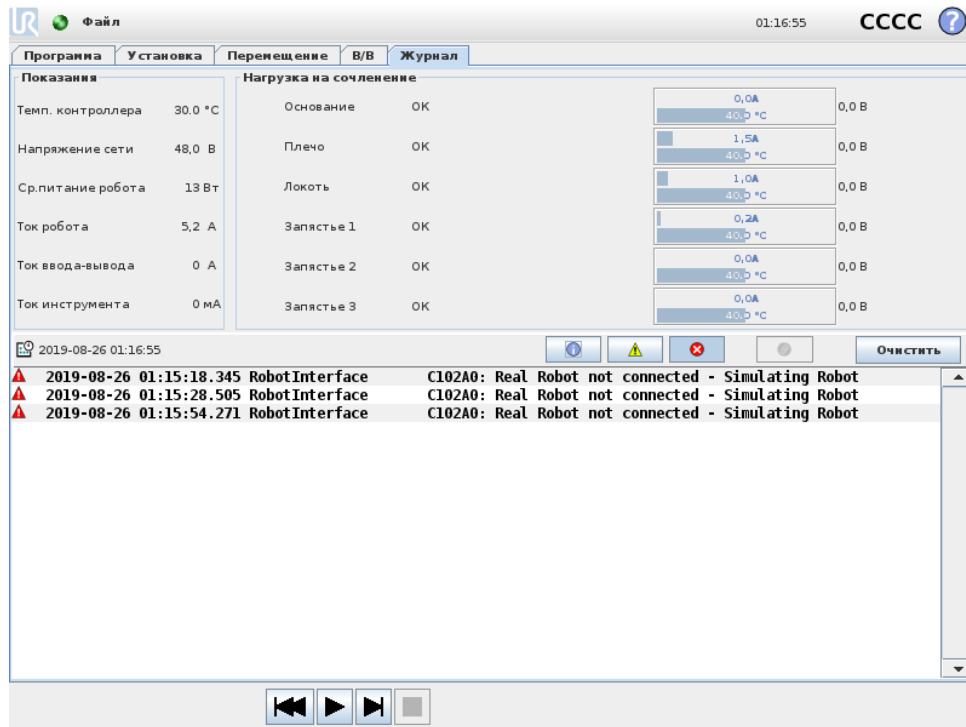 UR Файл 01:16:55 CCCC ?
Программа Установка Перемещение В/В Журнал
Показания Нагрузка на сочленение
Темп. контроллера 30.0 °C Основание OK 0,0A 40.0 °C 0,0 В
Напряжение сети 48,0 В Плечо OK 1,5A 40.0 °C 0,0 В
Ср.питание робота 13 Вт Локоть OK 1,0A 40.0 °C 0,0 В
Ток робота 5,2 А Запястье 1 OK 0,2A 40.0 °C 0,0 В
Ток ввода-вывода 0 А Запястье 2 OK 0,0A 40.0 °C 0,0 В
Ток инструмента 0 мА Запястье 3 OK 0,0A 40.0 °C 0,0 В
2019-08-26 01:16:55 Очистить
2019-08-26 01:15:18.345 RobotInterface C102A0: Real Robot not connected - Simulating Robot
2019-08-26 01:15:28.505 RobotInterface C102A0: Real Robot not connected - Simulating Robot
2019-08-26 01:15:54.271 RobotInterface C102A0: Real Robot not connected - Simulating Robot